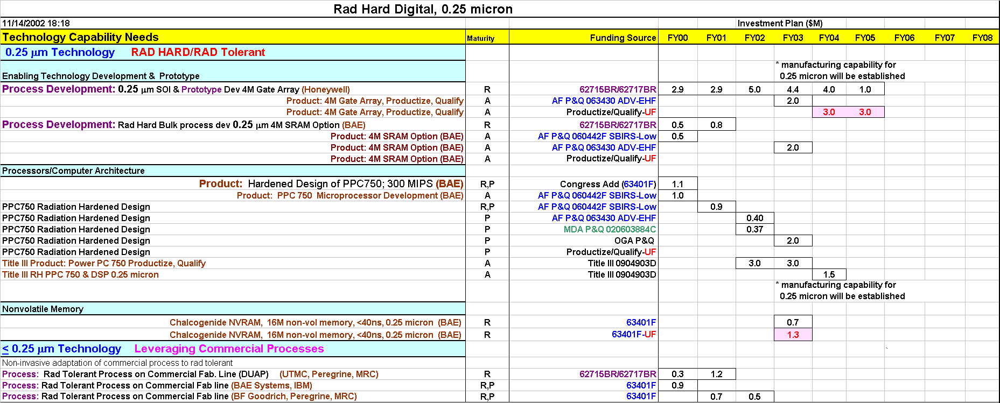 Rad Hard Digital, 0.25 micron
11/14/2002 18:18 Investment Plan ($M)
Technology Capability Needs Maturity Funding Source FY00 FY01 FY02 FY03 FY04 FY05 FY06 FY07 FY08
0.25 μm Technology RAD HARD/RAD Tolerant
* manufacturing capability for
Enabling Technology Development & Prototype 0.25 micron will be established
Process Development: 0.25 μm SOI & Prototype Dev 4M Gate Array (Honeywell) R 62715BR/62717BR 2.9 2.9 5.0 4.4 4.0 1.0
Product: 4M Gate Array, Productize, Qualify A AF P&Q 063430 ADV-EHF 2.0
Product: 4M Gate Array, Productize, Qualify A Productize/Qualify-UF 3.0 3.0
Process Development: Rad Hard Bulk process dev 0.25 μm 4M SRAM Option (BAE) R 62715BR/62717BR 0.5 0.8
Product: 4M SRAM Option (BAE) A AF P&Q 060442F SBIRS-Low 0.5
Product: 4M SRAM Option (BAE) A AF P&Q 063430 ADV-EHF 2.0
Product: 4M SRAM Option (BAE) A Productize/Qualify-UF
Processors/Computer Architecture
Product: Hardened Design of PPC750; 300 MIPS (BAE) R,P Congress Add (63401F) 1.1
Product: PPC 750 Microprocessor Development (BAE) A AF P&Q 060442F SBIRS-Low 1.0
PPC750 Radiation Hardened Design R,P AF P&Q 060442F SBIRS-Low 0.9
PPC750 Radiation Hardened Design P AF P&Q 063430 ADV-EHF 0.40
PPC750 Radiation Hardened Design P MDA P&Q 020603884C 0.37
PPC750 Radiation Hardened Design P OGA P&Q 2.0
PPC750 Radiation Hardened Design P Productize/Qualify-UF
Title III Product: Power PC 750 Productize, Qualify A Title III 0904903D 3.0 3.0
Title III RH PPC 750 & DSP 0.25 micron A Title III 0904903D 1.5
* manufacturing capability for
0.25 micron will be established
Nonvolatile Memory
Chalcogenide NVRAM, 16M non-vol memory, <40ns, 0.25 micron (BAE) R 63401F 0.7
Chalcogenide NVRAM, 16M non-vol memory, <40ns, 0.25 micron (BAE) R 63401F-UF 1.3
< 0.25 μm Technology Leveraging Commercial Processes
Non-invasive adaptation of commercial process to rad tolerant
Process: Rad Tolerant Process on Commercial Fab. Line (DUAP) (UTMC, Peregrine, MRC) R 62715BR/62717BR 0.3 1.2
Process: Rad Tolerant Process on Commercial Fab line (BAE Systems, IBM) R,P 63401F 0.9
Process: Rad Tolerant Process on Commercial Fab line (BF Goodrich, Peregrine, MRC) R,P 63401F 0.7 0.5